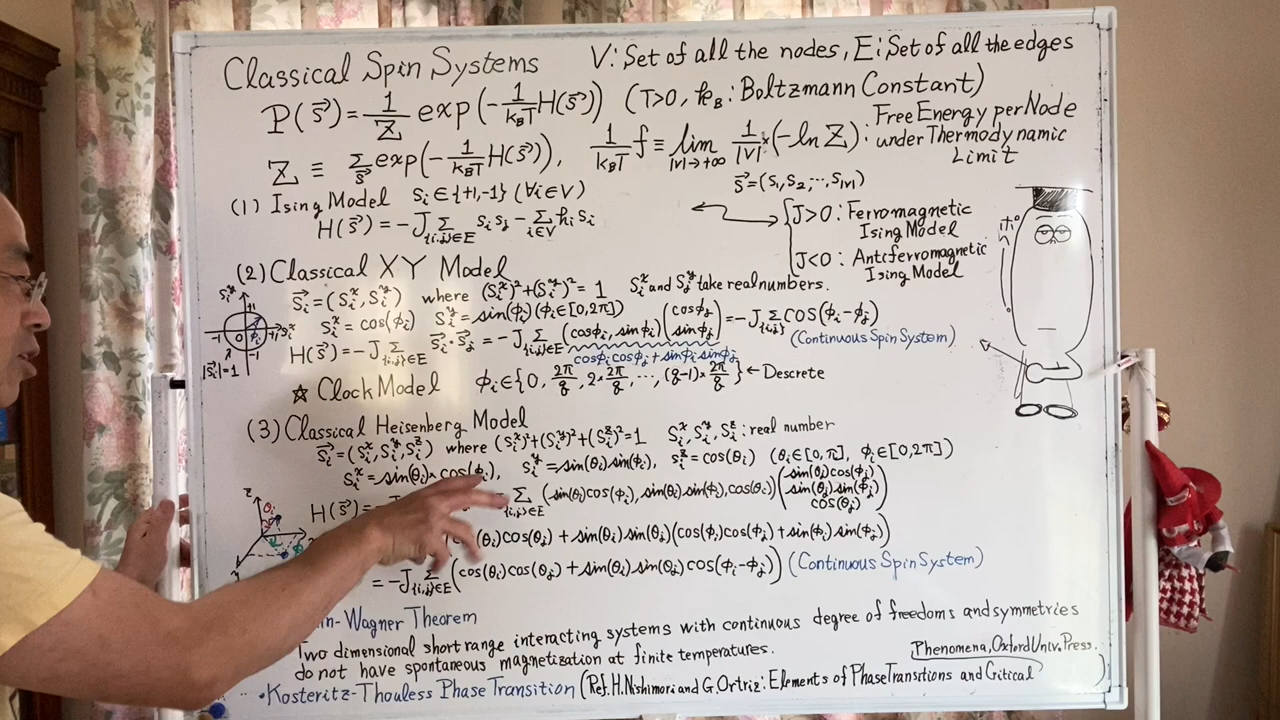 Classical Spin Systems V: Set of all the nodes, E: Set of all the edges
P(s⃗) = 1/Z exp(-1/(k_B T) H(s⃗)) (T>0, k_B: Boltzmann Constant)
Z ≡ Σ_s⃗ exp(-1/(k_B T) H(s⃗)), 1/(k_B T) f ≡ lim_{|V|→+∞} 1/|V| × (-ln Z): Free Energy per Node
under Thermodynamic
Limit
s⃗=(s₁,s₂,⋯,s_|V|)
(1) Ising Model s_i∈{+1,-1} (∀i∈V)
H(s⃗) = -J Σ_{{i,j}∈E} s_i s_j - Σ_{i∈V} h_i s_i
J>0: Ferromagnetic
Ising Model
J<0: Antiferromagnetic
Ising Model
(2) Classical XY Model
S⃗_i = (S_i^x, S_i^y) where (S_i^x)²+(S_i^y)² = 1 S_i^x and S_i^y take real numbers.
S_i^x = cos(ϕ_i) S_i^y = sin(ϕ_i) (ϕ_i∈[0,2π])
H(s⃗) = -J Σ_{{i,j}∈E} S⃗_i・S⃗_j = -J Σ_{{i,j}∈E} (cosϕ_i, sinϕ_i) (cosϕ_j sinϕ_j) = -J Σ_{{i,j}} cos(ϕ_i-ϕ_j)
cosϕ_i cosϕ_j + sinϕ_i sinϕ_j
(Continuous Spin System)
S_i^y
+1
-1 0 +1 S_i^x
ϕ_i
-1
|S⃗_i|=1
☆ Clock Model ϕ_i∈{0, 2π/q, 2×2π/q, ⋯, (q-1)×2π/q} ← Descrete
(3) Classical Heisenberg Model
S⃗_i = (S_i^x, S_i^y, S_i^z) where (S_i^x)²+(S_i^y)²+(S_i^z)²=1 S_i^x, S_i^y, S_i^z: real number
S_i^x = sin(θ_i)×cos(ϕ_i), S_i^y = sin(θ_i)sin(ϕ_i), S_i^z = cos(θ_i) (θ_i∈[0,π], ϕ_i∈[0,2π])
H(s⃗) = Σ_{{i,j}∈E} (sin(θ_i)cos(ϕ_i), sin(θ_i)sin(ϕ_i), cos(θ_i)) (sin(θ_j)cos(ϕ_j) sin(θ_j)sin(ϕ_j) cos(θ_j))
(θ_i)cos(θ_j) + sin(θ_i)sin(θ_j)(cos(ϕ_i)cos(ϕ_j) + sin(ϕ_i)sin(ϕ_j))
= -J Σ_{{i,j}∈E} (cos(θ_i)cos(θ_j) + sin(θ_i)sin(θ_j)cos(ϕ_i-ϕ_j)) (Continuous Spin System)
z
θ_i
n-Wagner Theorem
Two dimensional short range interacting systems with continuous degree of freedoms and symmetries
do not have spontaneous magnetization at finite temperatures.
・Kosteritz-Thouless Phase Transition (Ref. H. Nishimori and G. Ortriz: Elements of Phase Transitions and Critical
Phenomena, Oxford Univ. Press.)